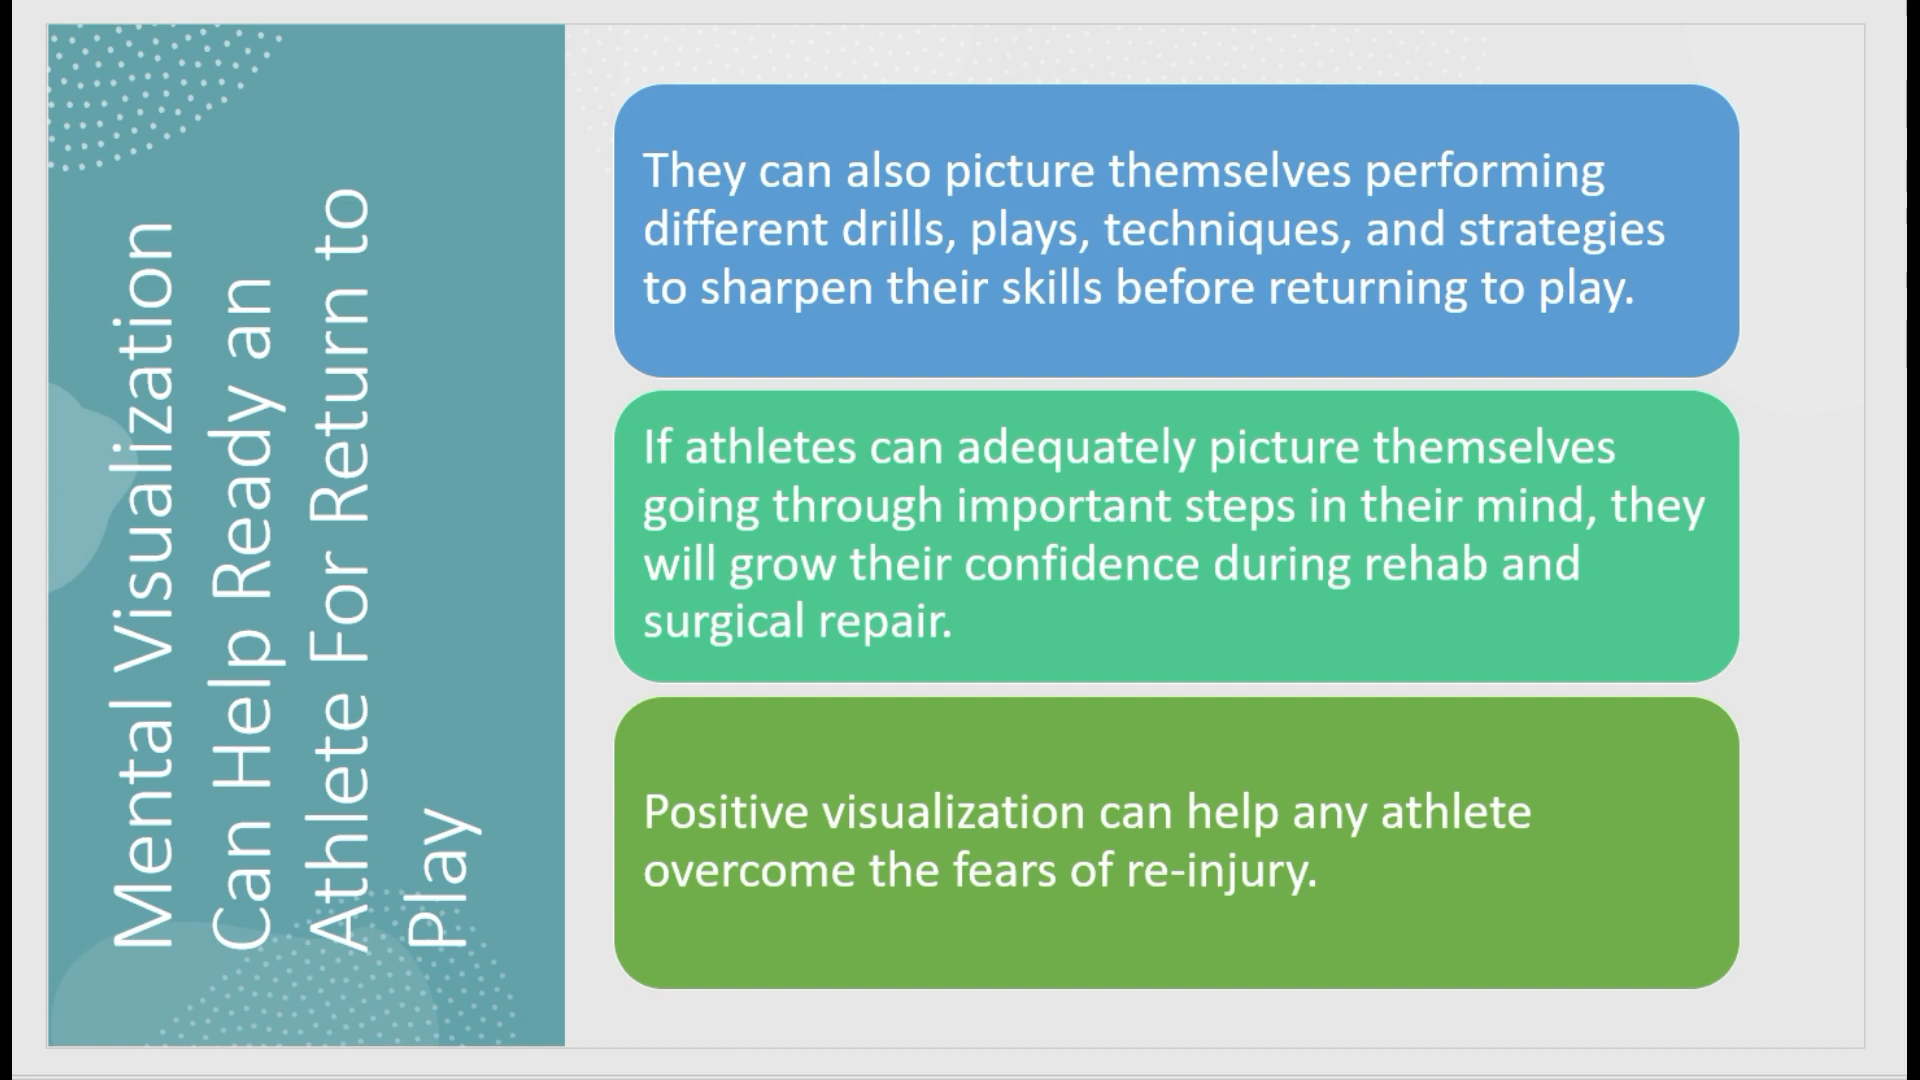 Mental Visualization
Can Help Ready an
Athlete For Return to
Play
They can also picture themselves performing
different drills, plays, techniques, and strategies
to sharpen their skills before returning to play.
If athletes can adequately picture themselves
going through important steps in their mind, they
will grow their confidence during rehab and
surgical repair.
Positive visualization can help any athlete
overcome the fears of re-injury.